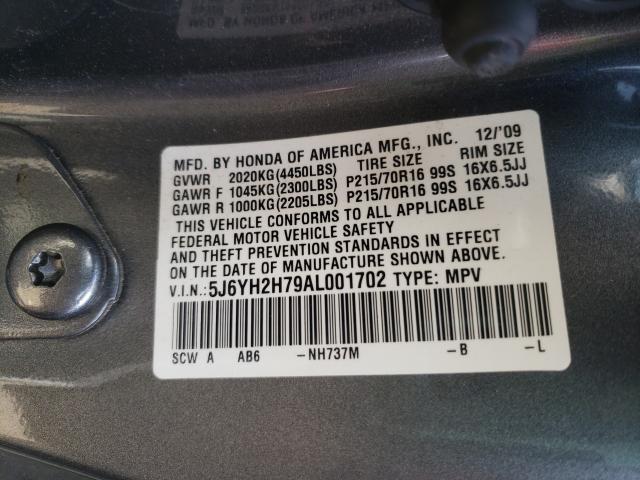 MFD. BY HONDA OF AMERICA MFG., INC. 12/'09
GVWR 2020KG(4450LBS) TIRE SIZE RIM SIZE
GAWR F 1045KG(2300LBS) P215/70R16 99S 16X6.5JJ
GAWR R 1000KG(2205LBS) P215/70R16 99S 16X6.5JJ
THIS VEHICLE CONFORMS TO ALL APPLICABLE
FEDERAL MOTOR VEHICLE SAFETY
AND THEFT PREVENTION STANDARDS IN EFFECT
ON THE DATE OF MANUFACTURE SHOWN ABOVE.
V.I.N.: 5J6YH2H79AL001702 TYPE: MPV
SCW A AB6 -NH737M -B -L